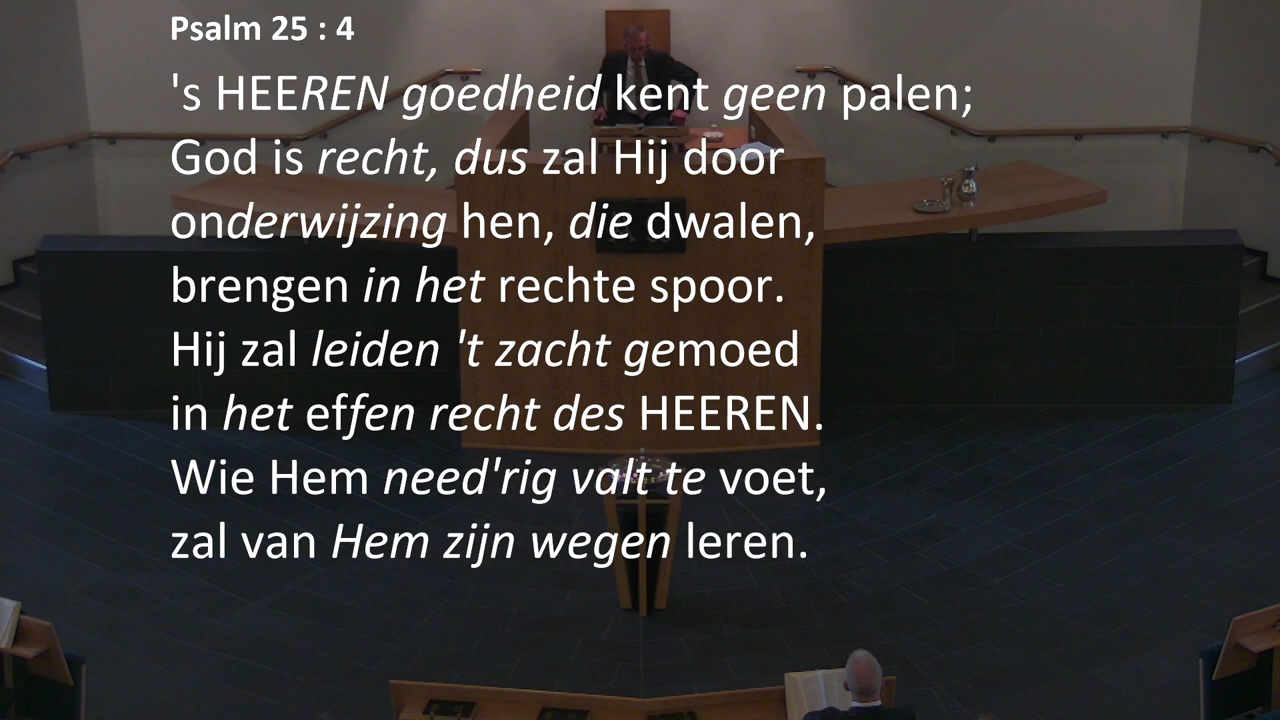 Psalm 25 : 4
's HEEREN goedheid kent geen palen;
God is recht, dus zal Hij door
onderwijzing hen, die dwalen,
brengen in het rechte spoor.
Hij zal leiden 't zacht gemoed
in het effen recht des HEEREN.
Wie Hem need'rig valt te voet,
zal van Hem zijn wegen leren.